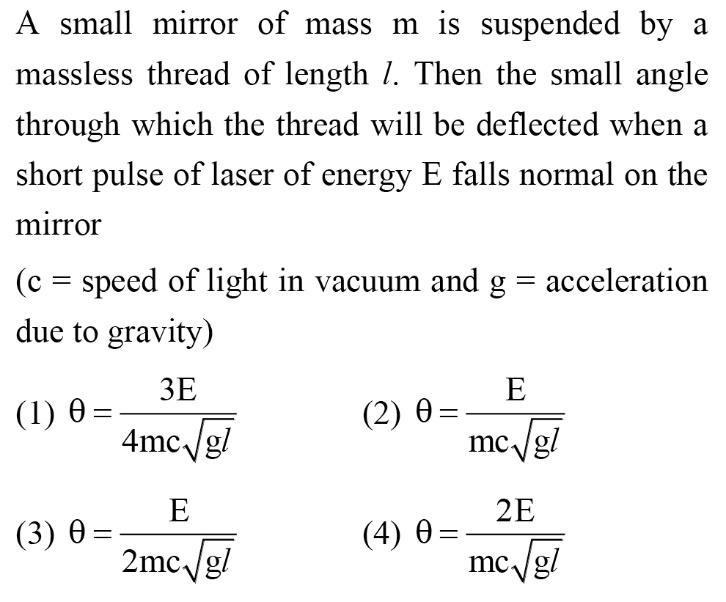 A small mirror of mass m is suspended by a
massless thread of length l. Then the small angle
through which the thread will be deflected when a
short pulse of laser of energy E falls normal on the
mirror
(c = speed of light in vacuum and g = acceleration
due to gravity)
(1) θ = 3E / 4mc√gl (2) θ = E / mc√gl
(3) θ = E / 2mc√gl (4) θ = 2E / mc√gl